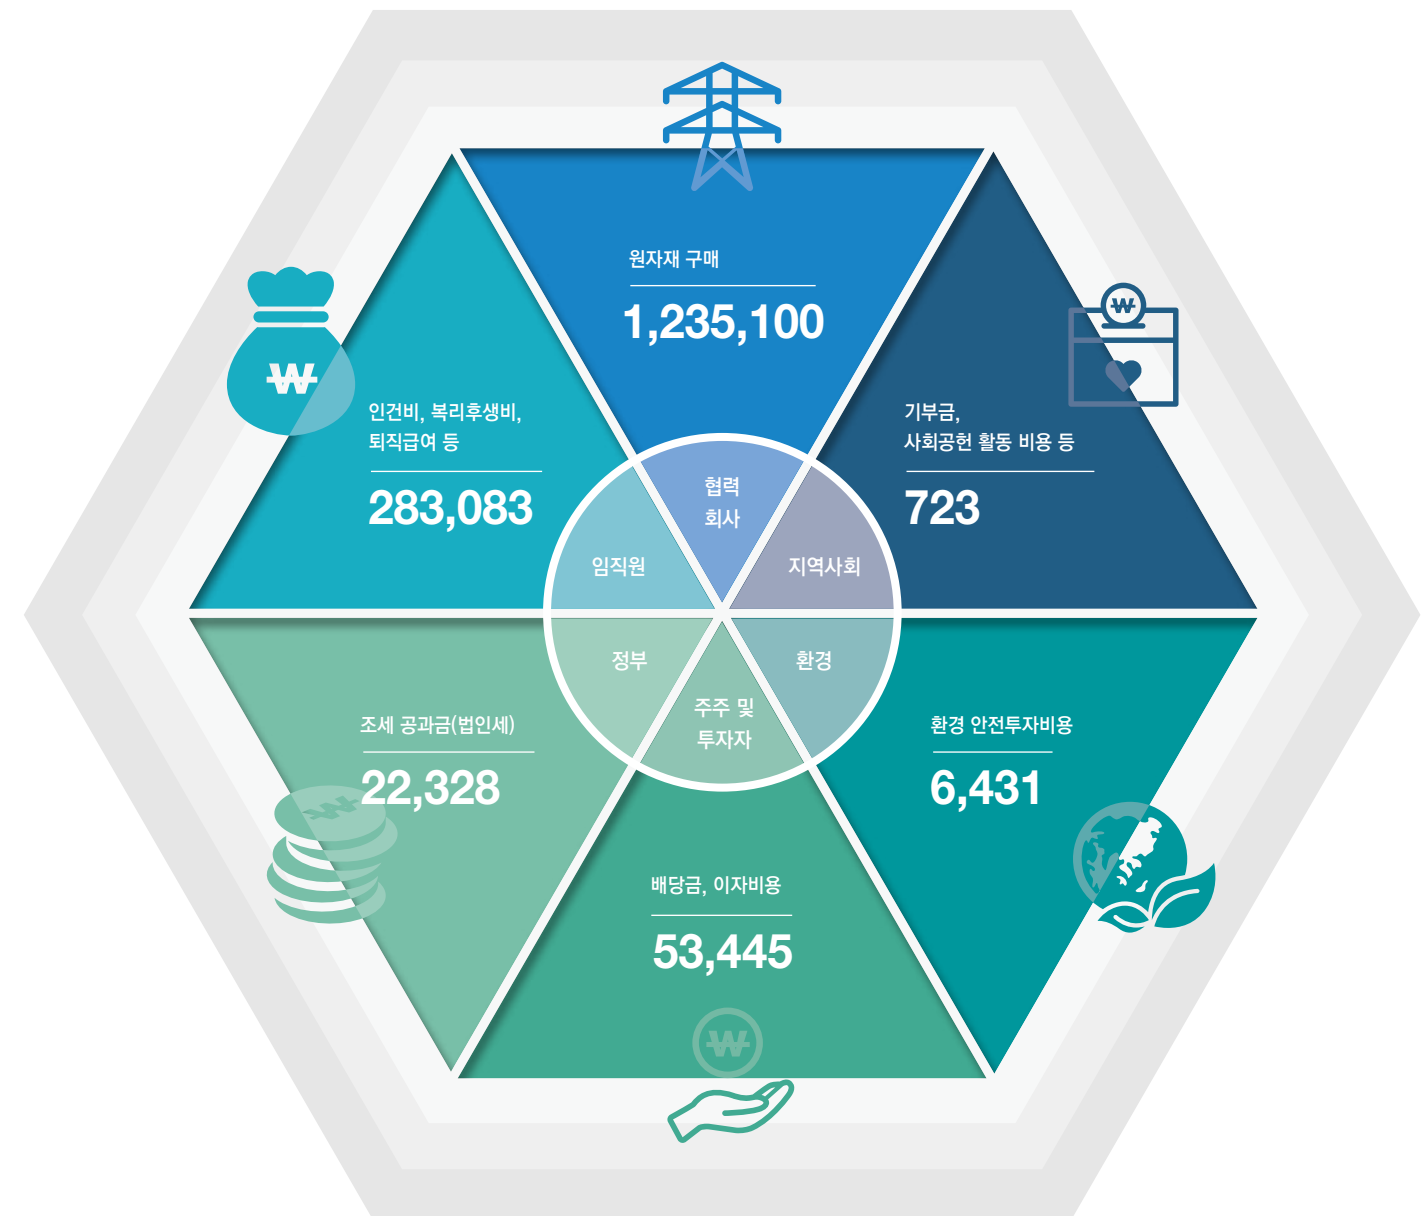 원자재 구매
1,235,100
인건비, 복리후생비,
퇴직급여 등
283,083
기부금,
사회공헌 활동 비용 등
723
협력
회사
임직원
지역사회
정부
환경
주주 및
투자자
조세 공과금(법인세)
22,328
환경 안전투자비용
6,431
배당금, 이자비용
53,445
₩
₩
₩
₩